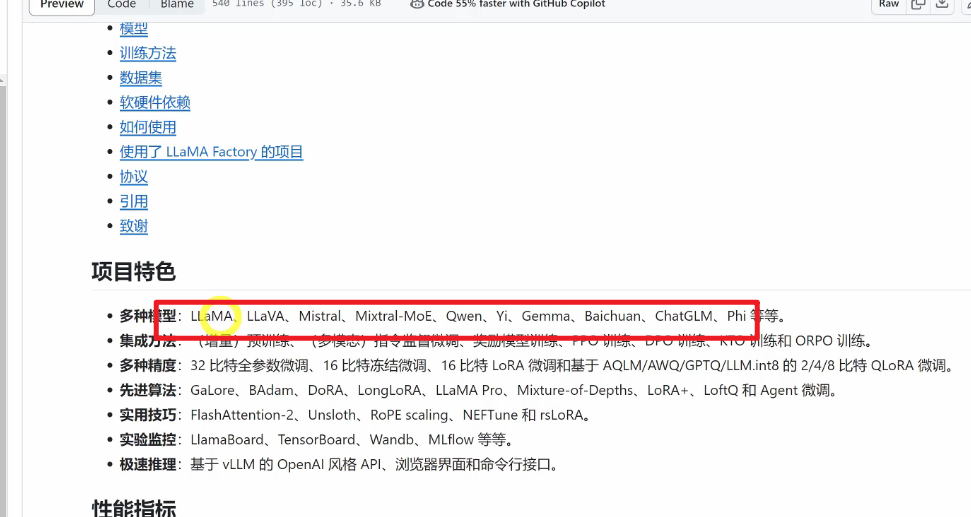 Preview Code Blame 540 lines (395 loc) · 35.6 KB Code 55% faster with GitHub Copilot Raw
模型
训练方法
数据集
软硬件依赖
如何使用
使用了 LLaMA Factory 的项目
协议
引用
致谢
项目特色
多种模型：LLaMA、LLaVA、Mistral、Mixtral-MoE、Qwen、Yi、Gemma、Baichuan、ChatGLM、Phi 等等。
集成方法：（增量）预训练、（多模态）指令监督微调、奖励模型训练、PPO 训练、DPO 训练、KTO 训练和 ORPO 训练。
多种精度：32 比特全参数微调、16 比特冻结微调、16 比特 LoRA 微调和基于 AQLM/AWQ/GPTQ/LLM.int8 的 2/4/8 比特 QLoRA 微调。
先进算法：GaLore、BAdam、DoRA、LongLoRA、LLaMA Pro、Mixture-of-Depths、LoRA+、LoftQ 和 Agent 微调。
实用技巧：FlashAttention-2、Unsloth、RoPE scaling、NEFTune 和 rsLoRA。
实验监控：LlamaBoard、TensorBoard、Wandb、MLflow 等等。
极速推理：基于 vLLM 的 OpenAI 风格 API、浏览器界面和命令行接口。
性能指标